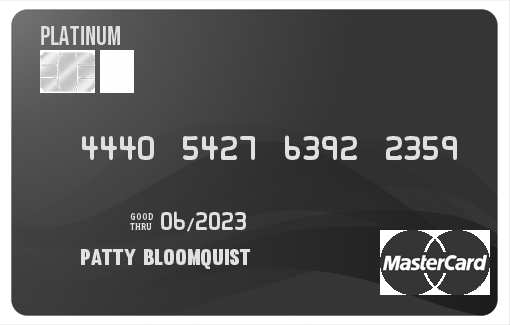 PLATINUM
4440 5427 6392 2359
GOOD THRU 06/2023
PATTY BLOOMQUIST
MasterCard